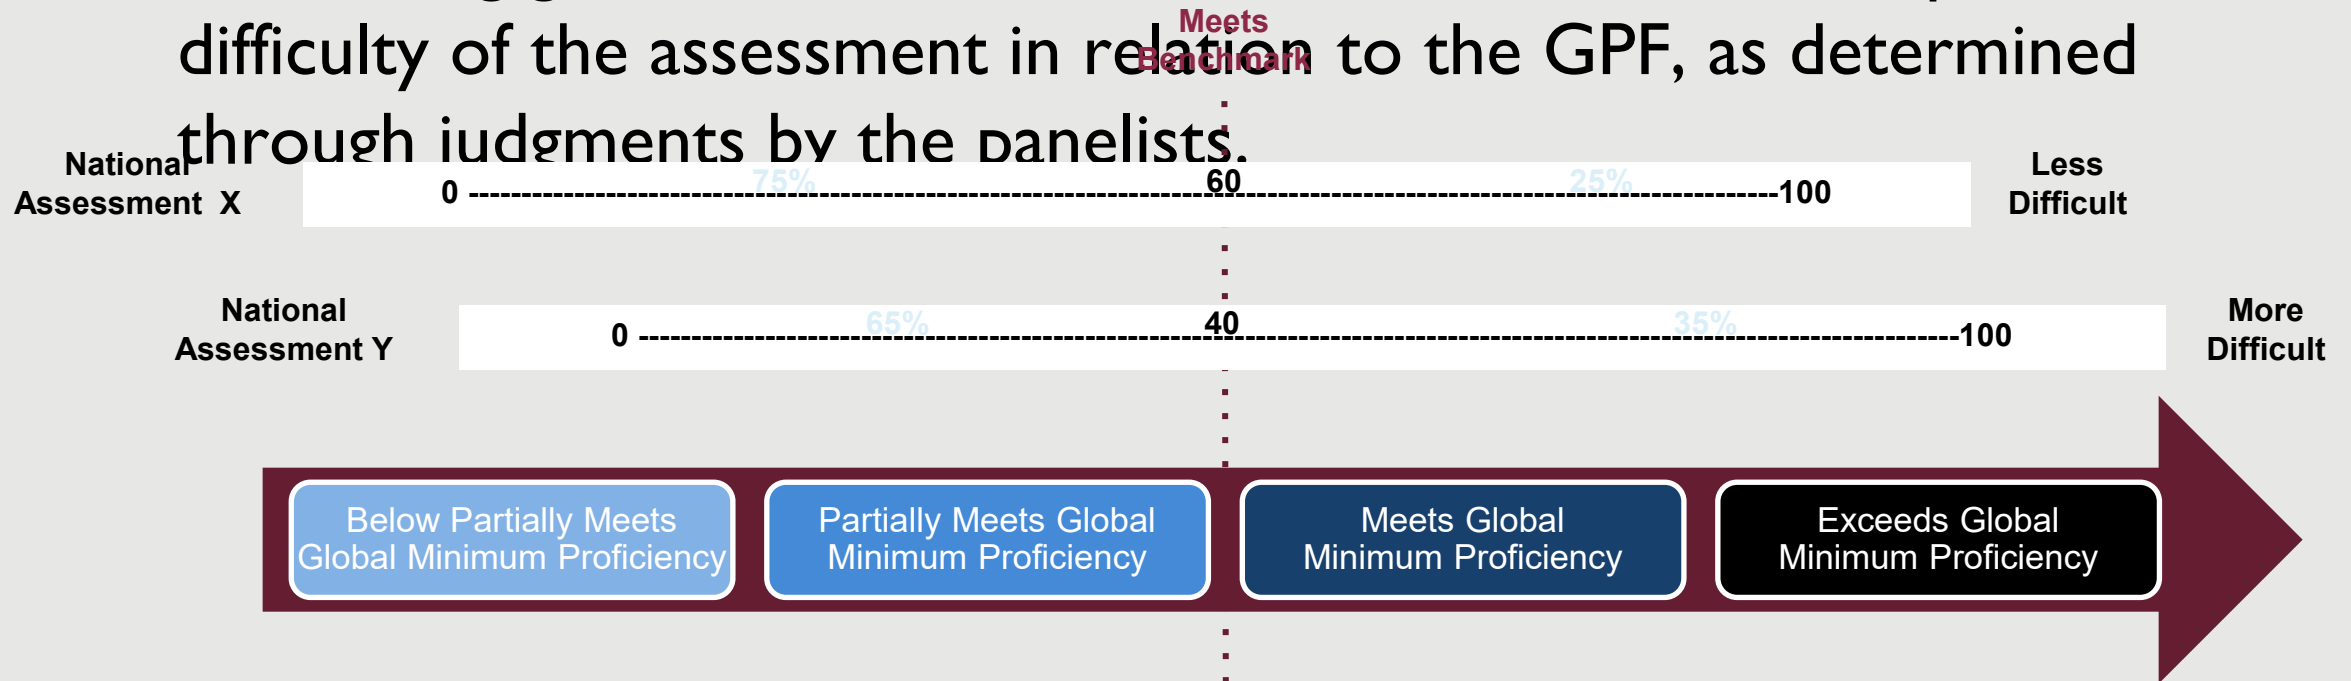 Meets
Benchmark
difficulty of the assessment in relation to the GPF, as determined
through judgments by the panelists.
National
Assessment X
0 ---------------------------------------------------------------------------------------------------------------------------100
75%
60
25%
Less
Difficult
National
Assessment Y
0 ---------------------------------------------------------------------------------------------------------------------------100
65%
40
35%
More
Difficult
Below Partially Meets
Global Minimum Proficiency
Partially Meets Global
Minimum Proficiency
Meets Global
Minimum Proficiency
Exceeds Global
Minimum Proficiency